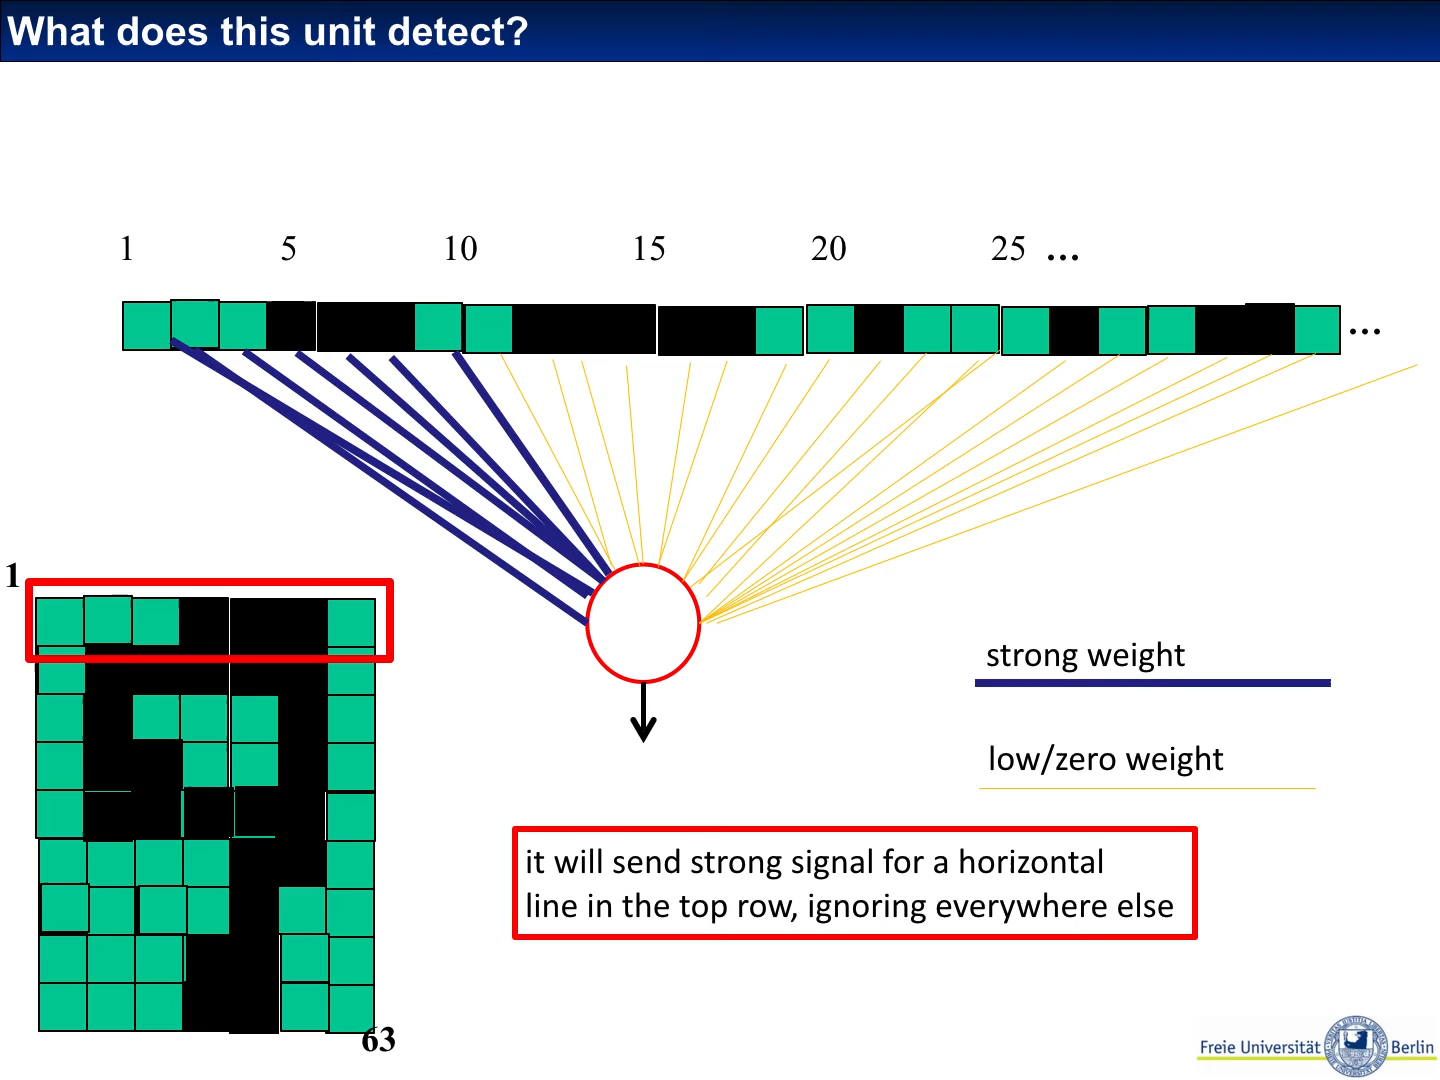 What does this unit detect?
1 5 10 15 20 25 ...
...
1
strong weight
low/zero weight
it will send strong signal for a horizontal
line in the top row, ignoring everywhere else
63
Freie Universität Berlin